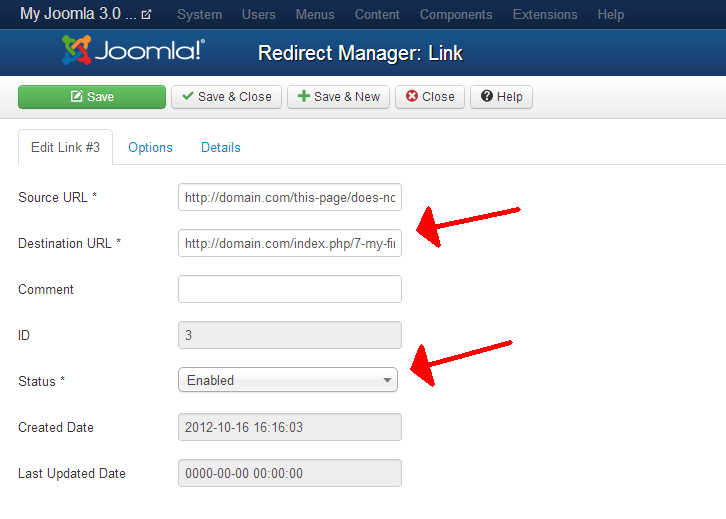 My Joomla 3.0 ... System Users Menus Content Components Extensions Help
Joomla!® Redirect Manager: Link
Save Save & Close Save & New Close Help
Edit Link #3 Options Details
Source URL * http://domain.com/this-page/does-no
Destination URL * http://domain.com/index.php/7-my-fi
Comment
ID 3
Status * Enabled
Created Date 2012-10-16 16:16:03
Last Updated Date 0000-00-00 00:00:00